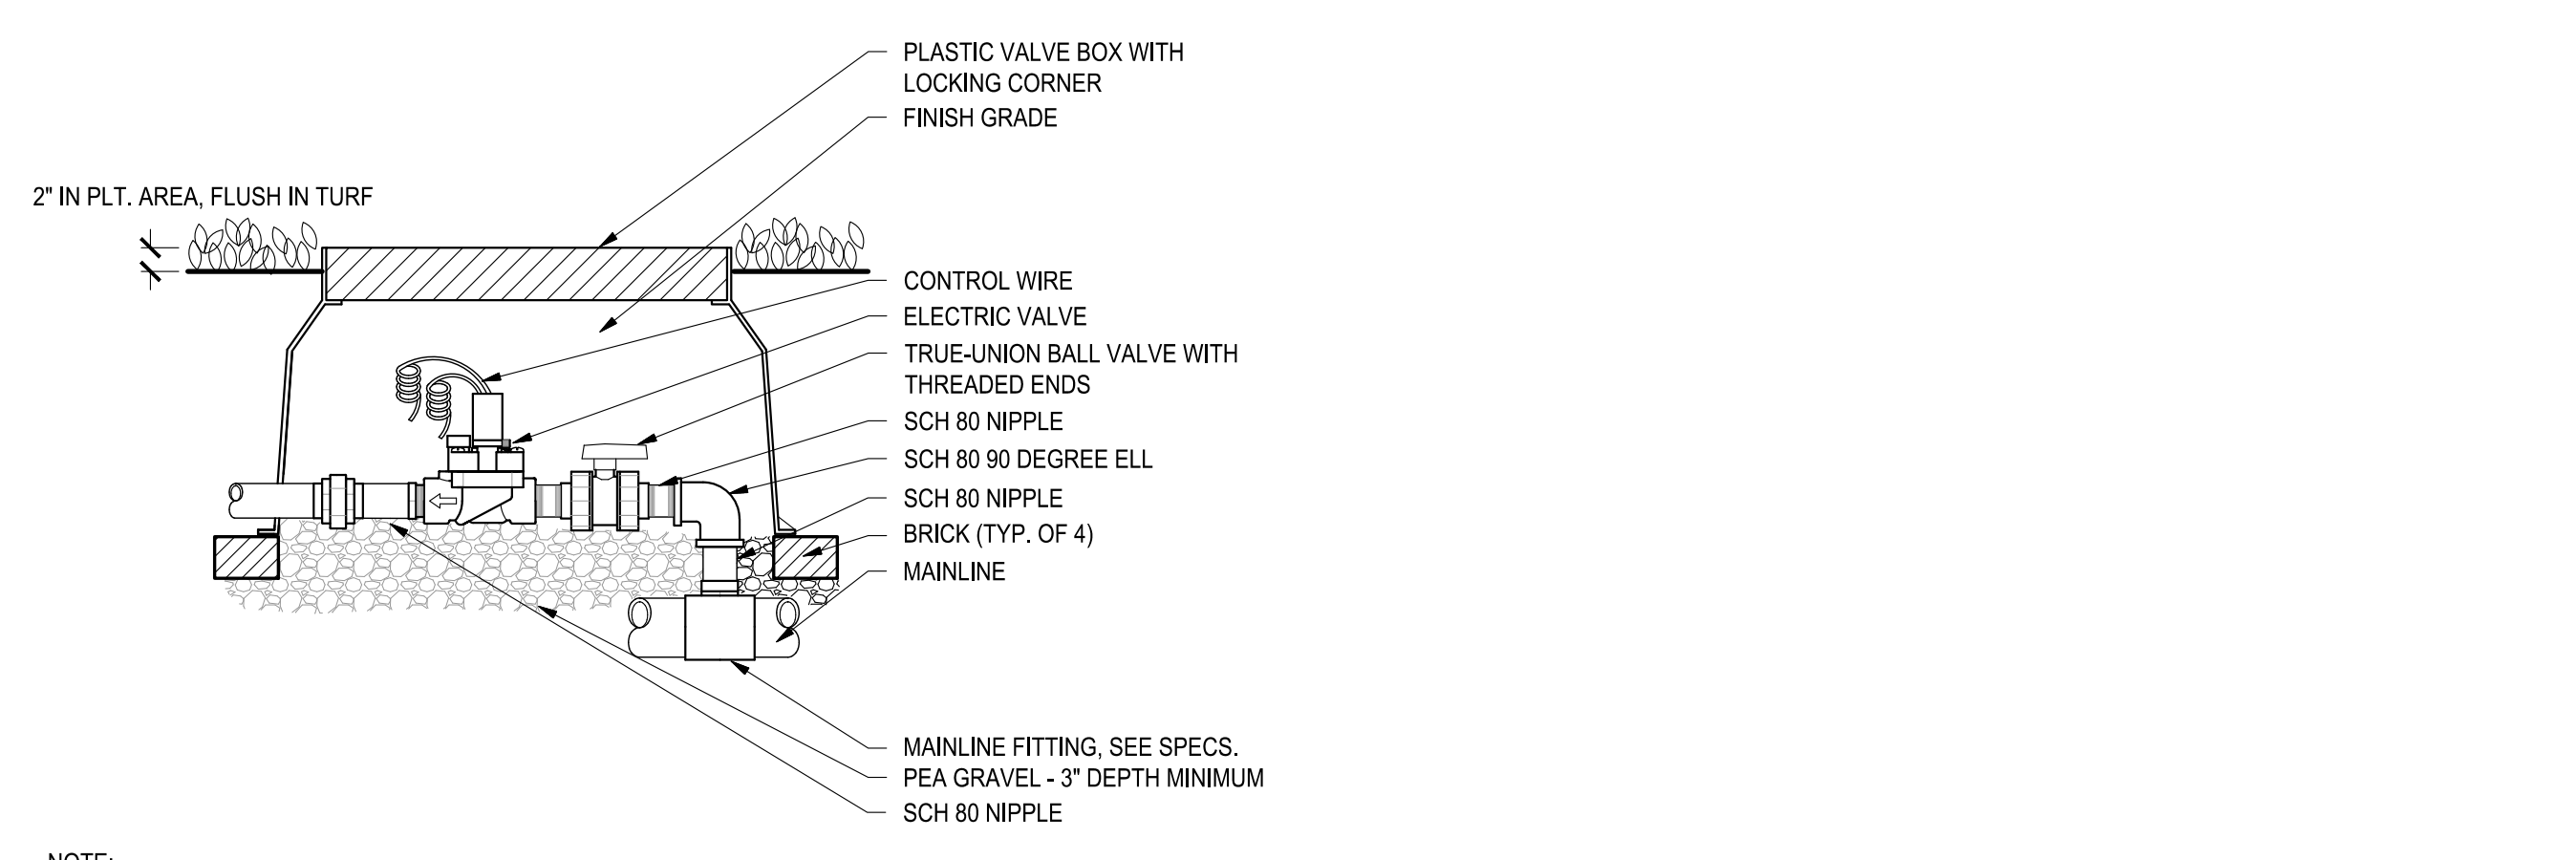 PLASTIC VALVE BOX WITH
LOCKING CORNER
FINISH GRADE
2" IN PLT. AREA, FLUSH IN TURF
CONTROL WIRE
ELECTRIC VALVE
TRUE-UNION BALL VALVE WITH
THREADED ENDS
SCH 80 NIPPLE
SCH 80 90 DEGREE ELL
SCH 80 NIPPLE
BRICK (TYP. OF 4)
MAINLINE
MAINLINE FITTING, SEE SPECS.
PEA GRAVEL - 3" DEPTH MINIMUM
SCH 80 NIPPLE
NOTE: